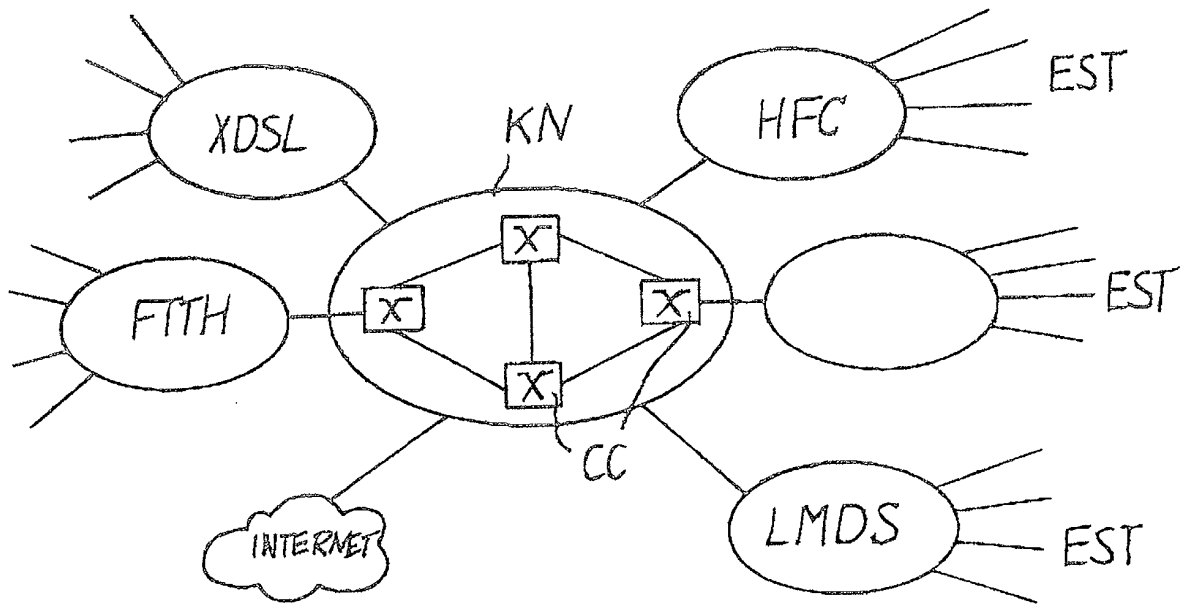 XDSL
KN
HFC
EST
X
FTTH
X
X
EST
X
CC
INTERNET
LMDS
EST